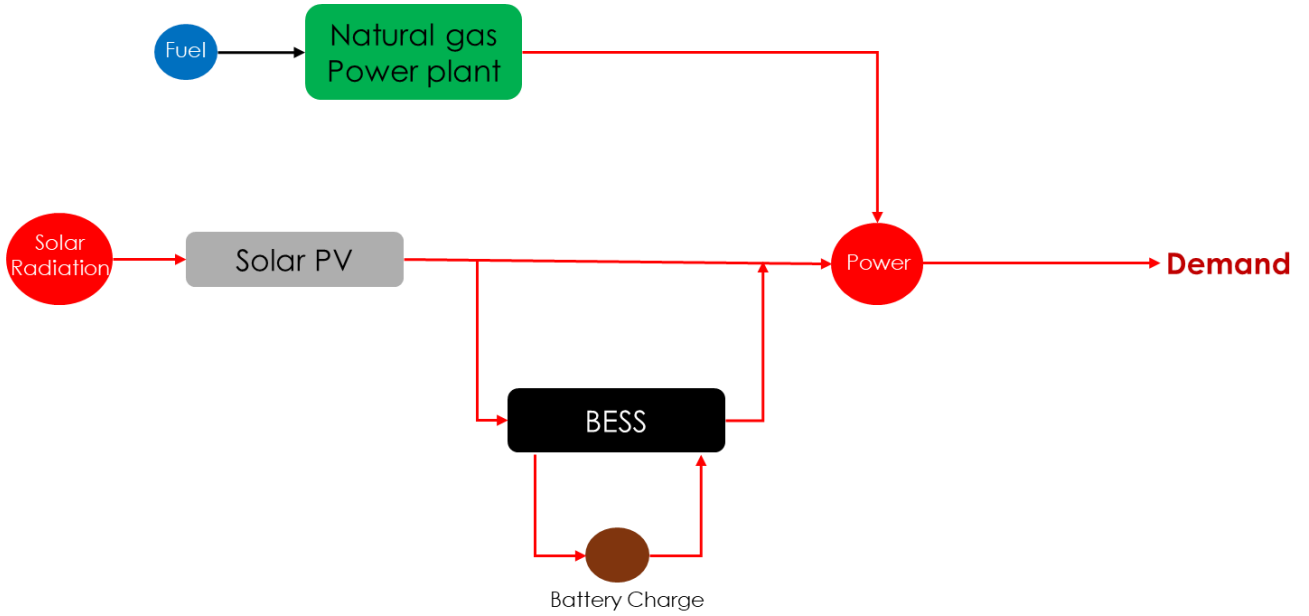 Fuel
Natural gas
Power plant
Solar
Radiation
Solar PV
Power
Demand
BESS
Battery Charge